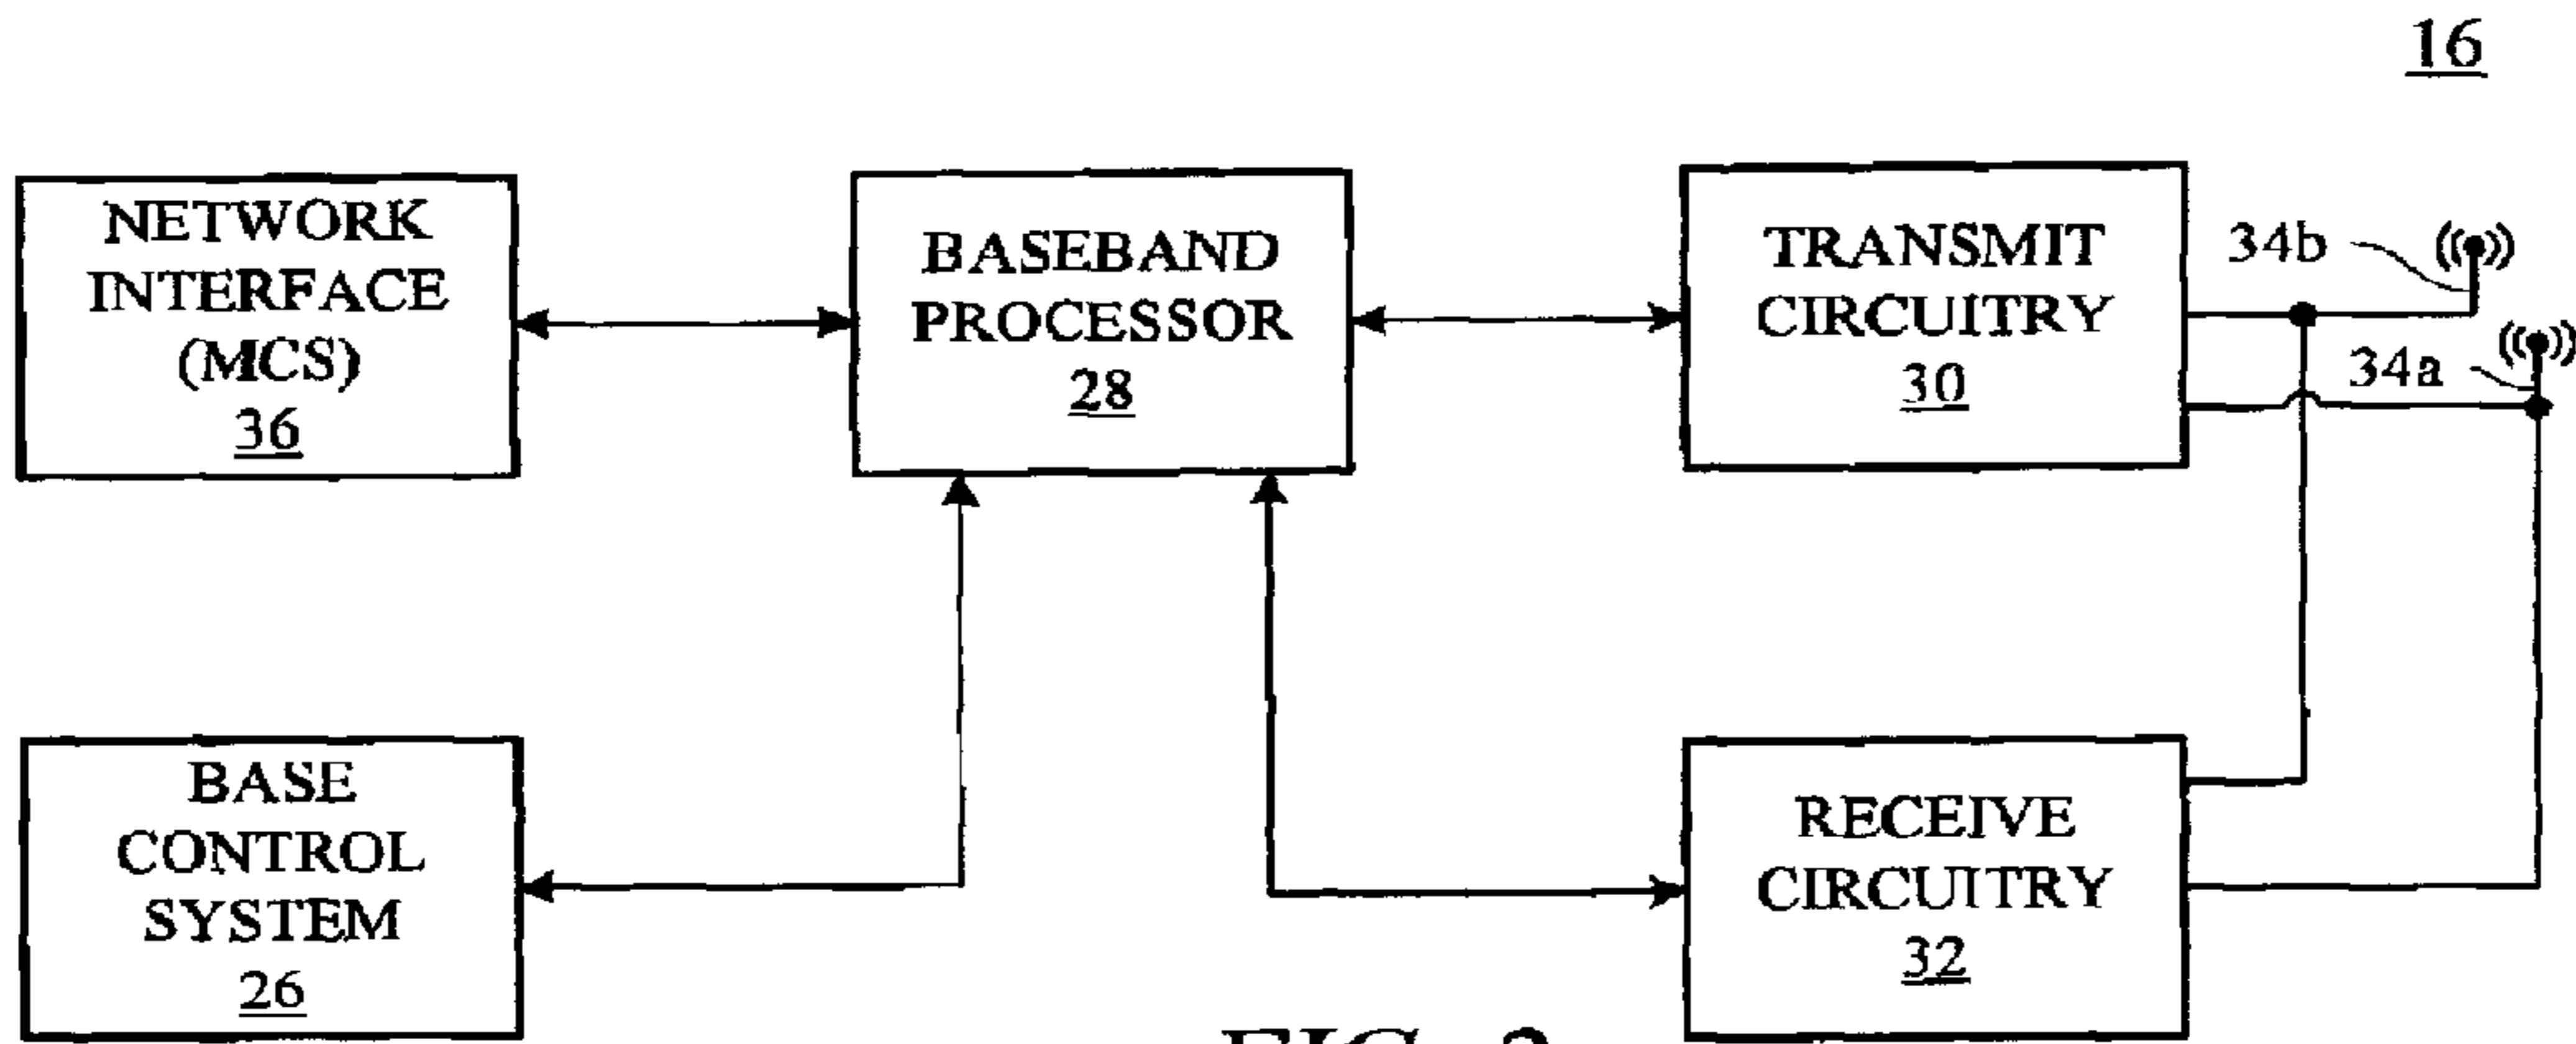 16
NETWORK
INTERFACE
(MCS)
36
BASEBAND
PROCESSOR
28
TRANSMIT
CIRCUITRY
30
34b
34a
BASE
CONTROL
SYSTEM
26
RECEIVE
CIRCUITRY
32